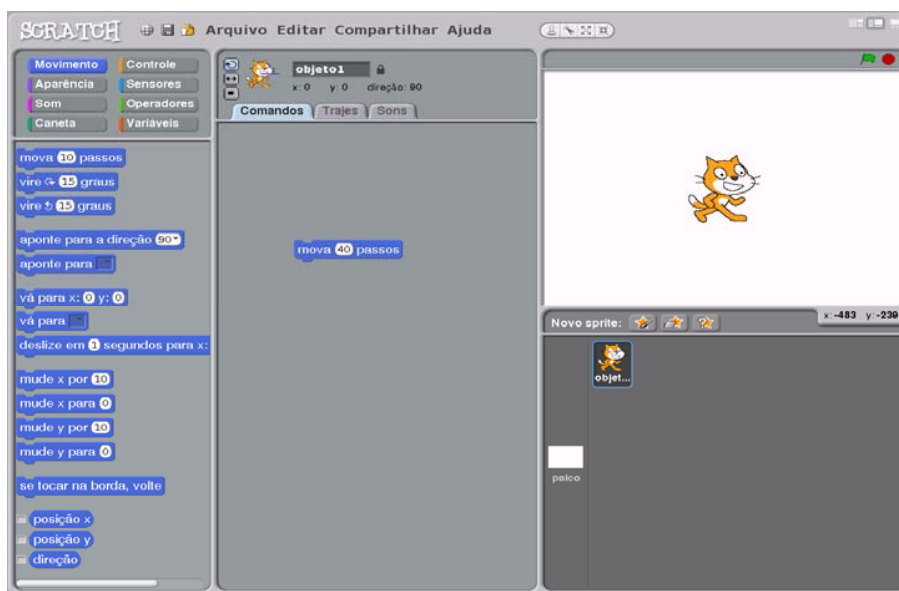 SCRATCH Arquivo Editar Compartilhar Ajuda
Movimento Controle
Aparência Sensores
Som Operadores
Caneta Variáveis
mova 10 passos
vire 15 graus
vire 15 graus
aponte para a direção 90
aponte para
vá para x: 0 y: 0
vá para
deslize em 1 segundos para x:
mude x por 10
mude x para 0
mude y por 10
mude y para 0
se tocar na borda, volte
posição x
posição y
direção
objeto1
x: 0 y: 0 direção: 90
Comandos Trajes Sons
mova 40 passos
x: -483 y: -239
Novo sprite:
objet...
palco